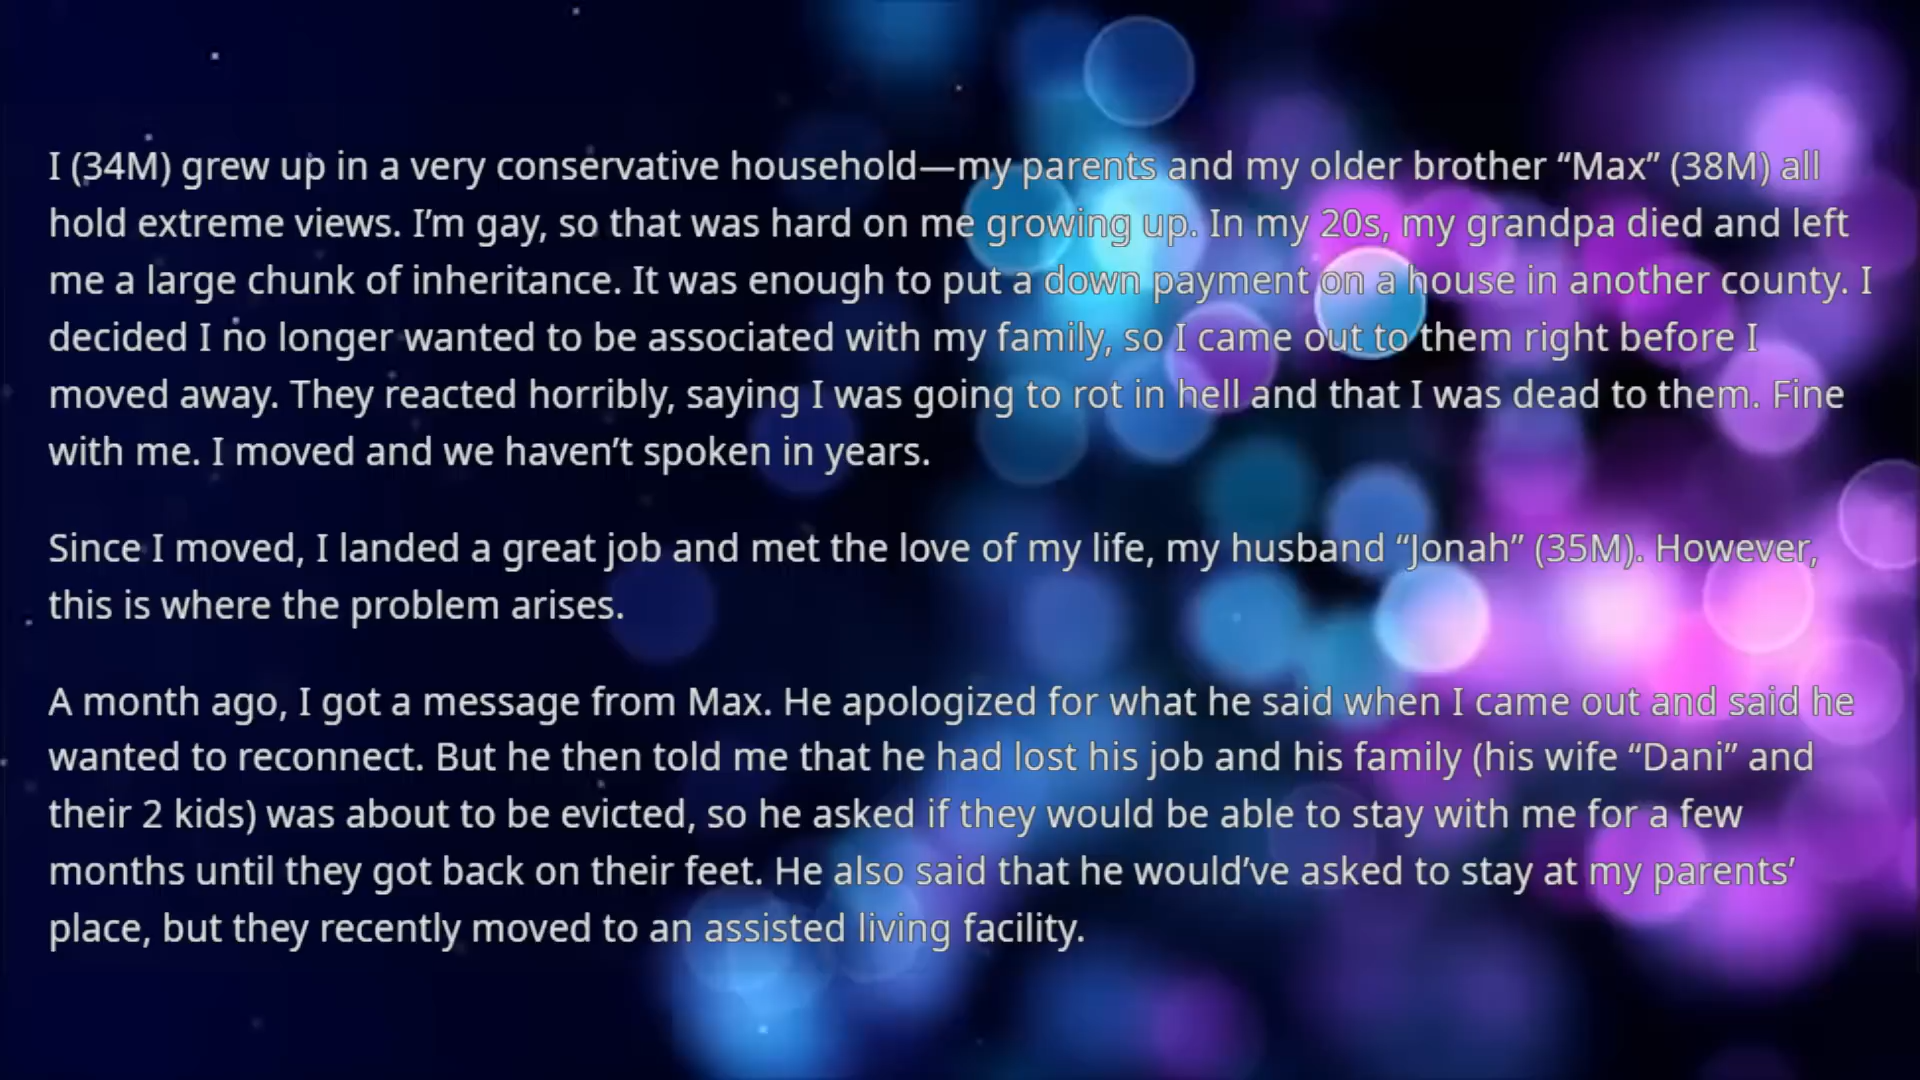 I (34M) grew up in a very conservative household—my parents and my older brother “Max” (38M) all
hold extreme views. I’m gay, so that was hard on me growing up. In my 20s, my grandpa died and left
me a large chunk of inheritance. It was enough to put a down payment on a house in another county. I
decided I no longer wanted to be associated with my family, so I came out to them right before I
moved away. They reacted horribly, saying I was going to rot in hell and that I was dead to them. Fine
with me. I moved and we haven’t spoken in years.
Since I moved, I landed a great job and met the love of my life, my husband “Jonah” (35M). However,
this is where the problem arises.
A month ago, I got a message from Max. He apologized for what he said when I came out and said he
wanted to reconnect. But he then told me that he had lost his job and his family (his wife “Dani” and
their 2 kids) was about to be evicted, so he asked if they would be able to stay with me for a few
months until they got back on their feet. He also said that he would’ve asked to stay at my parents’
place, but they recently moved to an assisted living facility.